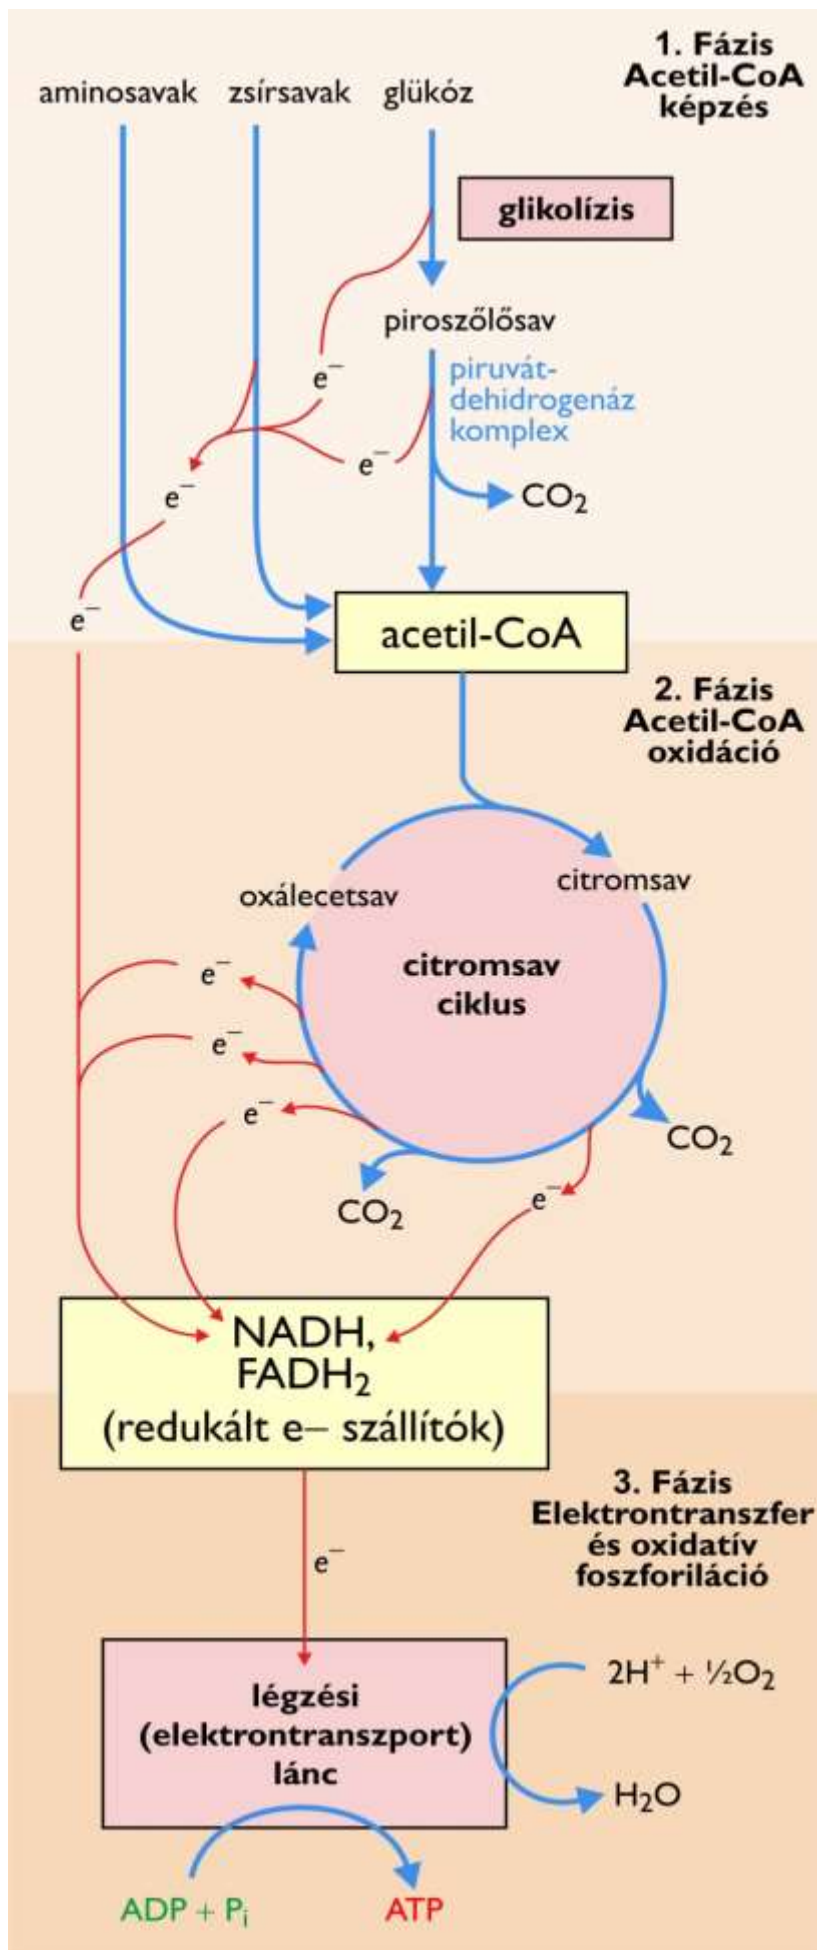 1. Fázis
Acetil-CoA
képzés
aminosavak zsírsavak glükóz
glikolízis
piroszőlősav
piruvát-
dehidrogenáz
komplex
e–
e–
e–
CO2
e–
acetil-CoA
2. Fázis
Acetil-CoA
oxidáció
oxálecetsav
citromsav
citromsav
ciklus
e–
e–
e–
CO2
CO2
e–
NADH,
FADH2
(redukált e– szállítók)
3. Fázis
Elektrontranszfer
és oxidatív
foszforiláció
e–
légzési
(elektrontranszport)
lánc
2H+ + ½O2
H2O
ADP + Pi
ATP